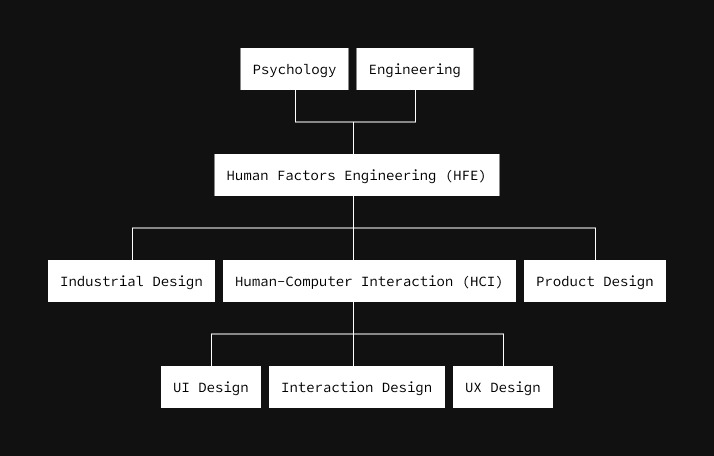 Psychology
Engineering
Human Factors Engineering (HFE)
Industrial Design
Human-Computer Interaction (HCI)
Product Design
UI Design
Interaction Design
UX Design